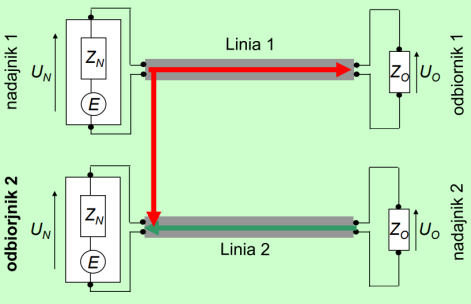 nadajnik 1
U_N
Z_N
E
Linia 1
Z_O
U_O
odbiornik 1
odbiorjnik 2
U_N
Z_N
E
Linia 2
Z_O
U_O
nadajnik 2